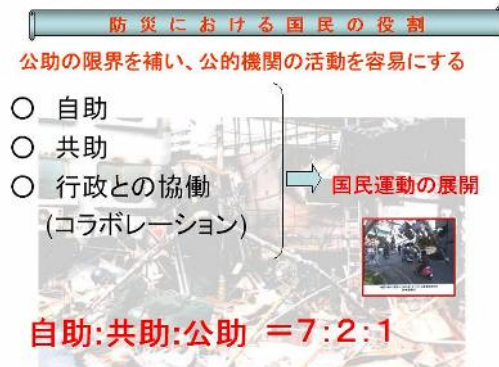 防災における国民の役割
公助の限界を補い、公的機関の活動を容易にする
○ 自助
○ 共助
○ 行政との協働
(コラボレーション)
国民運動の展開
自助:共助:公助 =7:2:1